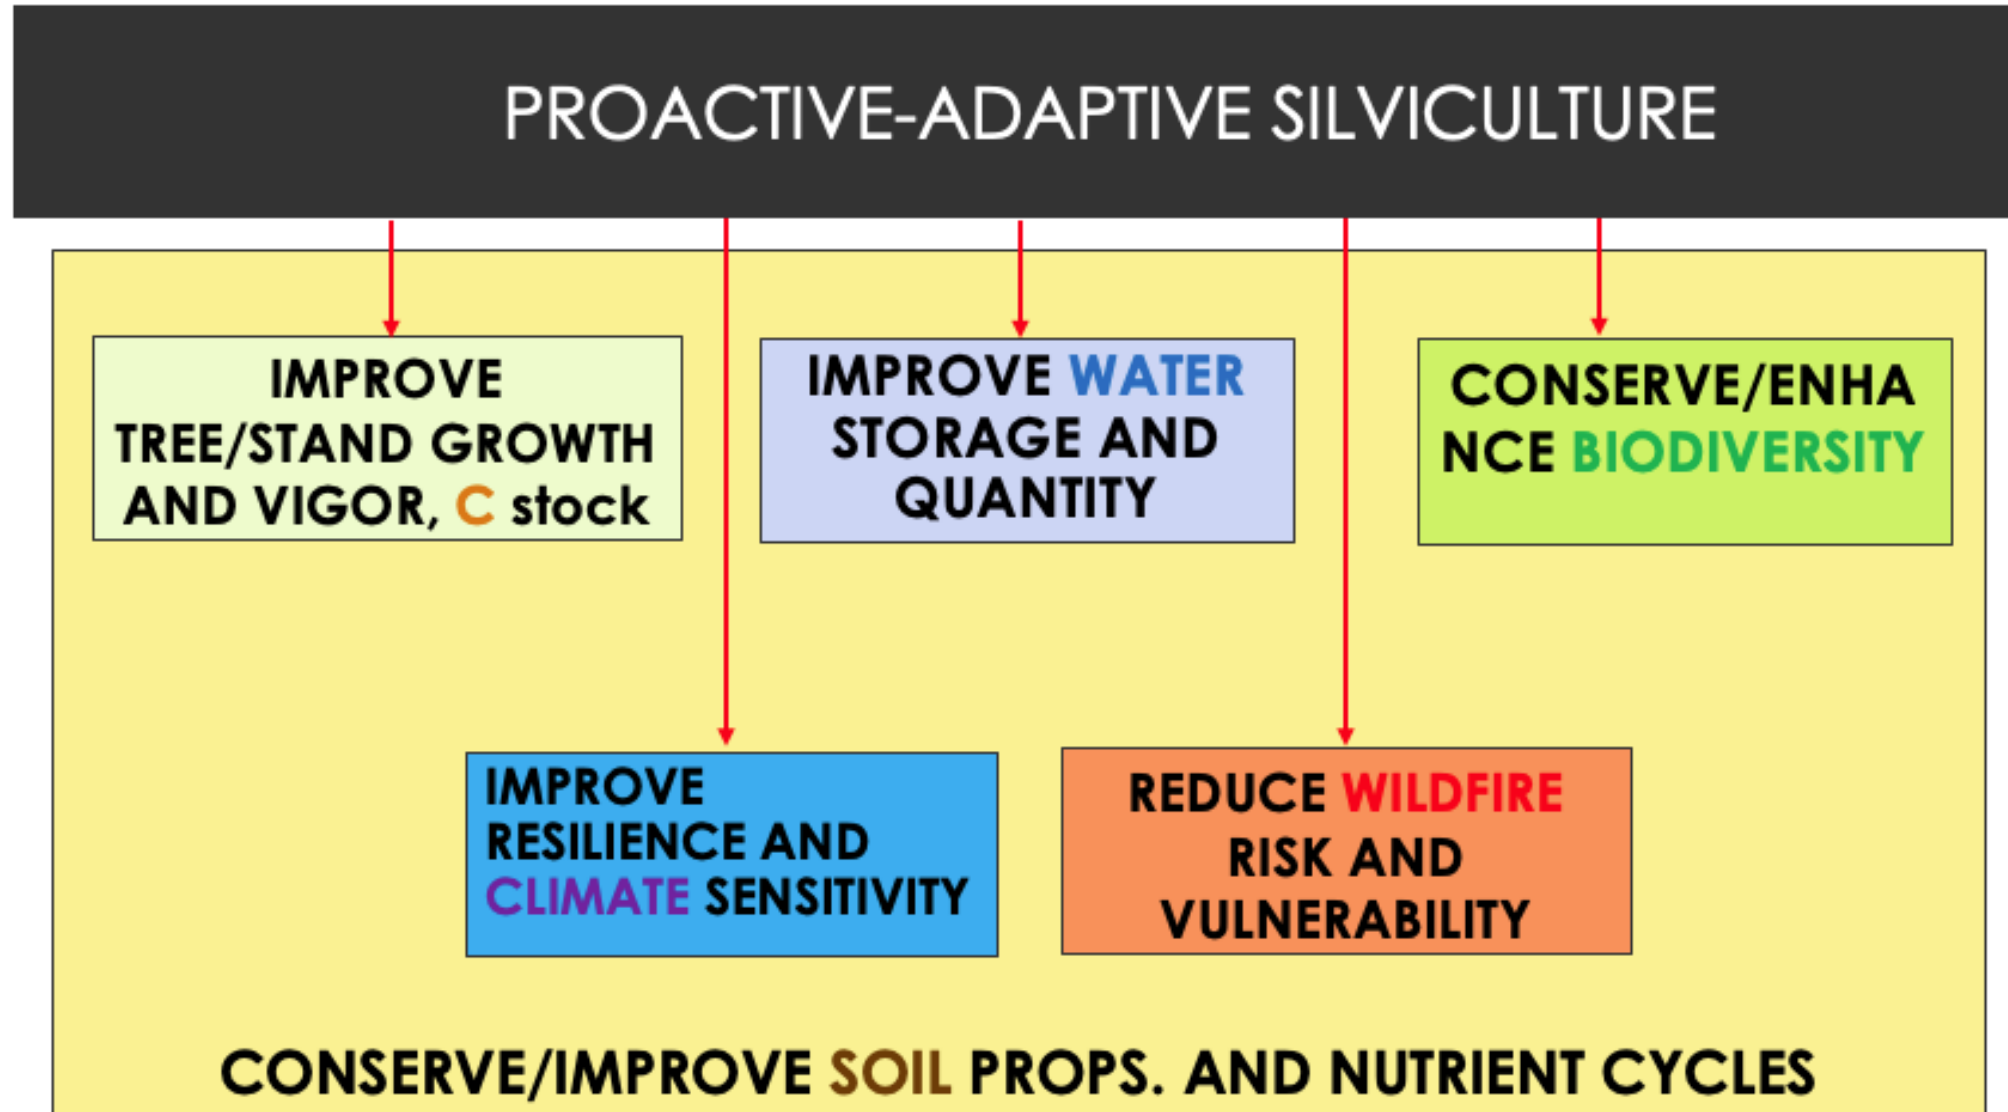 PROACTIVE-ADAPTIVE SILVICULTURE
IMPROVE
TREE/STAND GROWTH
AND VIGOR, C stock
IMPROVE WATER
STORAGE AND
QUANTITY
CONSERVE/ENHA
NCE BIODIVERSITY
IMPROVE
RESILIENCE AND
CLIMATE SENSITIVITY
REDUCE WILDFIRE
RISK AND
VULNERABILITY
CONSERVE/IMPROVE SOIL PROPS. AND NUTRIENT CYCLES